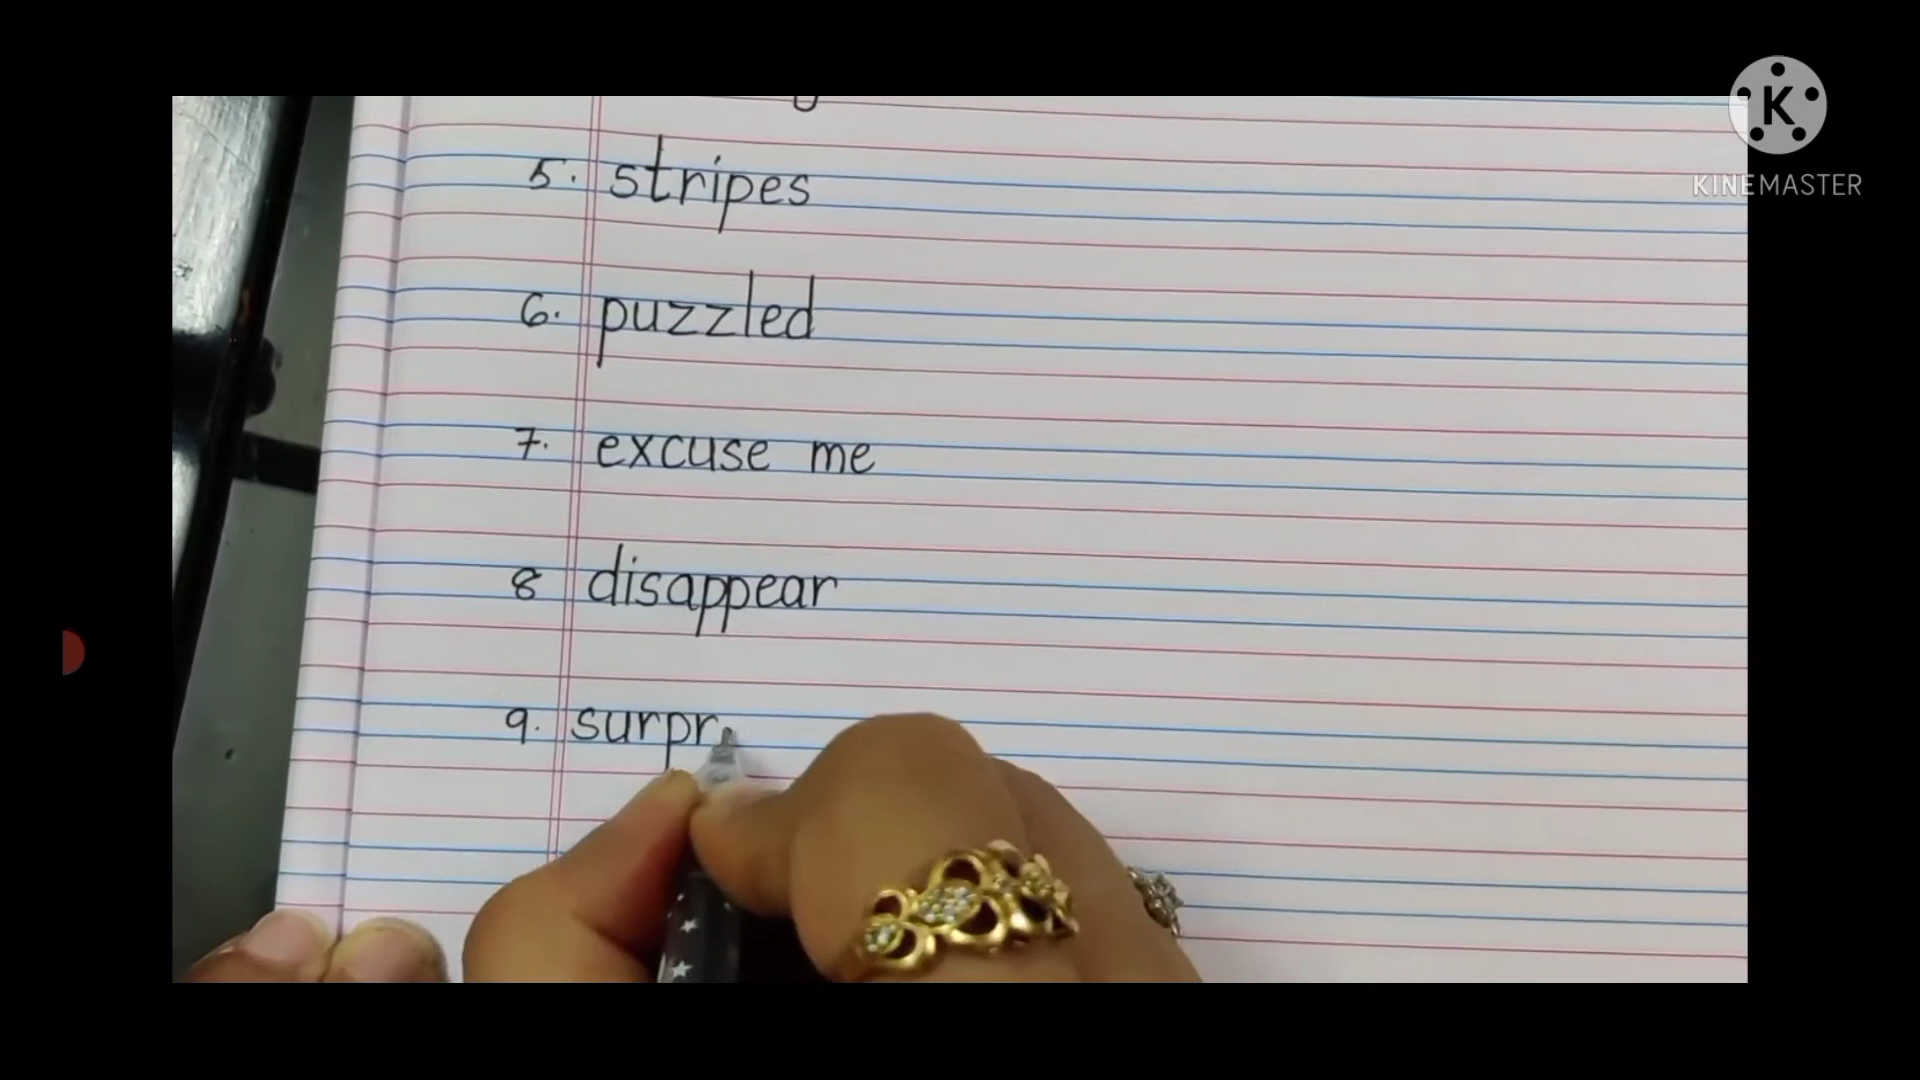 5. stripes
6. puzzled
7. excuse me
8 disappear
9. surpr
K
KINEMASTER